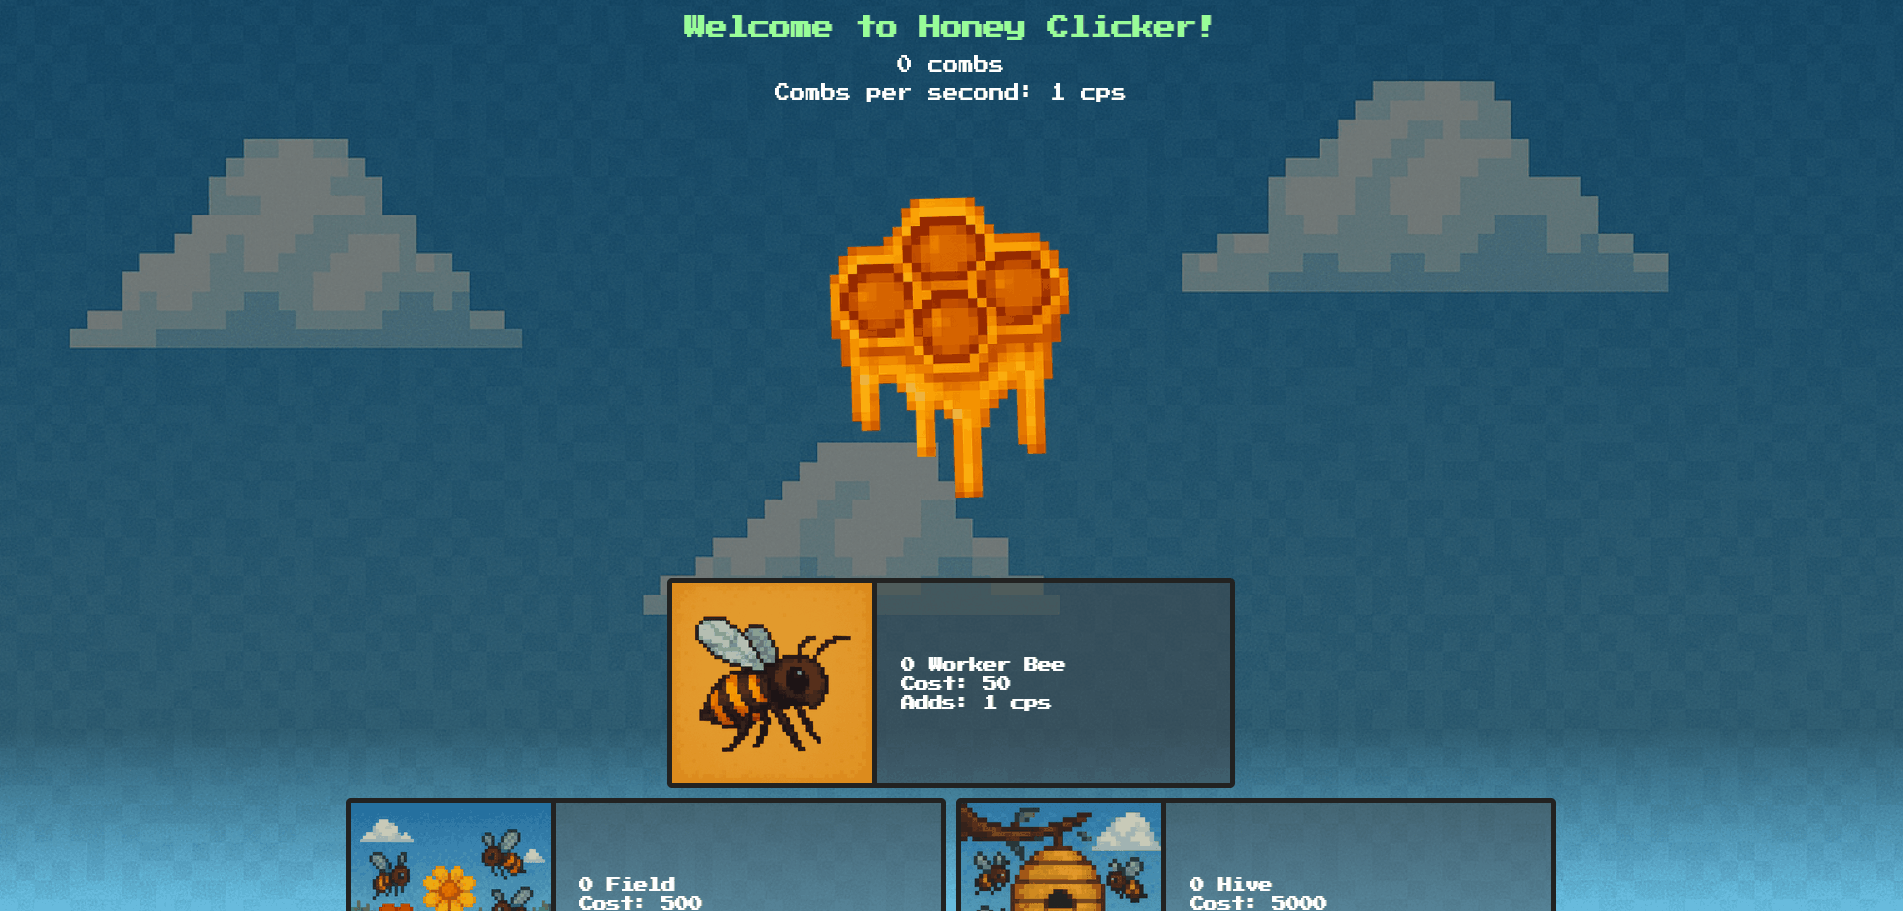 Welcome to Honey Clicker!
0 combs
Combs per second: 1 cps
0 Worker Bee
Cost: 50
Adds: 1 cps
0 Field
Cost: 500
0 Hive
Cost: 5000